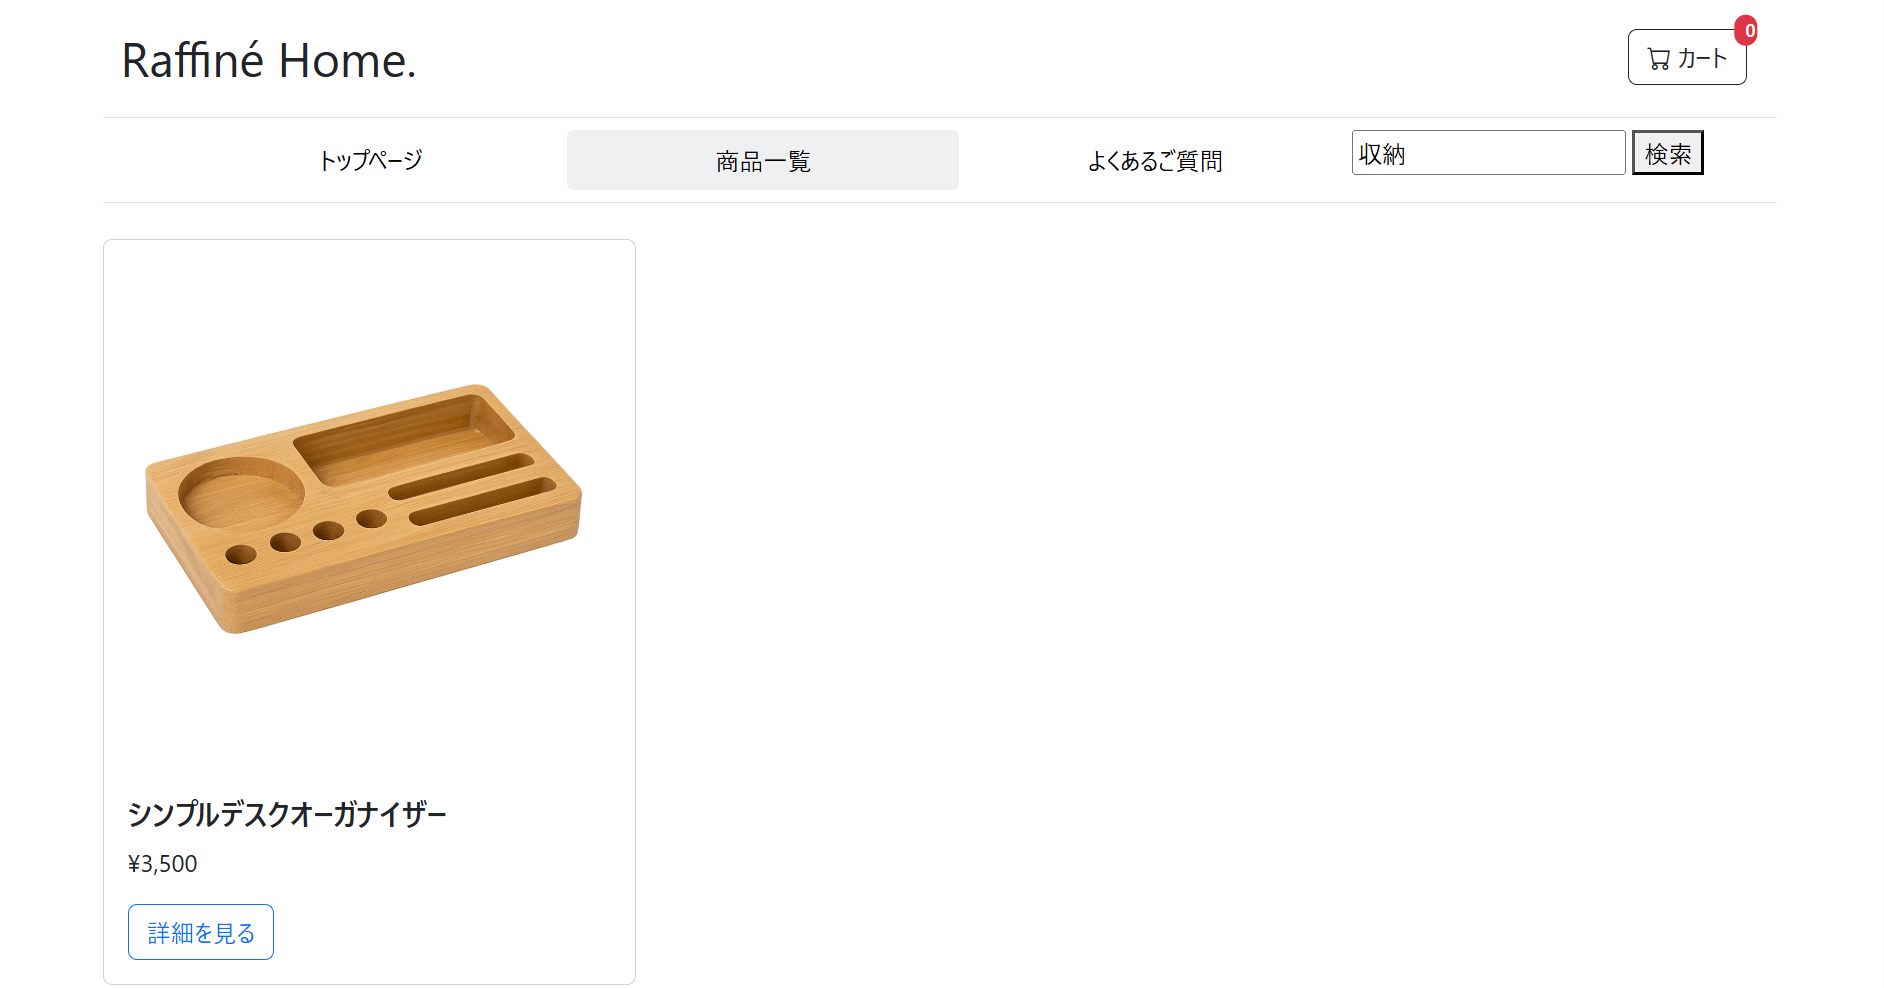 Raffiné Home.
カート
0
トップページ
商品一覧
よくあるご質問
収納
検索
シンプルデスクオーガナイザー
¥3,500
詳細を見る